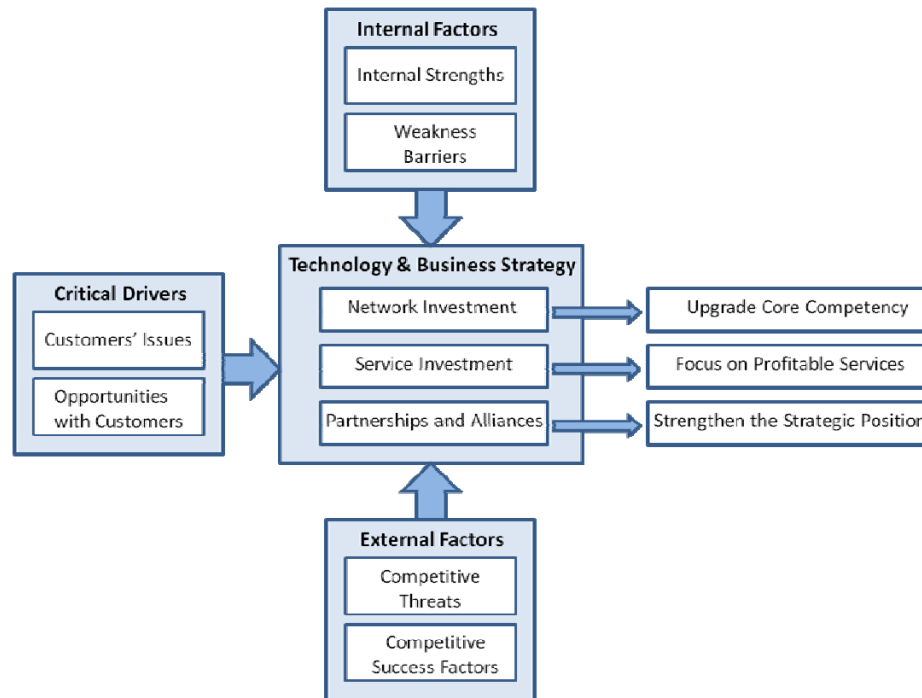 Internal Factors
Internal Strengths
Weakness
Barriers
Technology & Business Strategy
Critical Drivers
Customers’ Issues
Opportunities
with Customers
Network Investment
Service Investment
Partnerships and Alliances
Upgrade Core Competency
Focus on Profitable Services
Strengthen the Strategic Position
External Factors
Competitive
Threats
Competitive
Success Factors